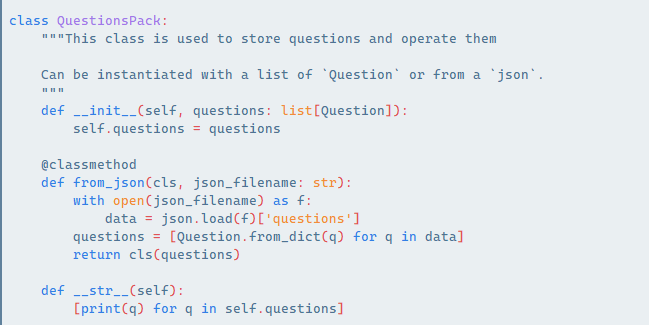 class QuestionsPack:
    """This class is used to store questions and operate them

    Can be instantiated with a list of `Question` or from a `json`.
    """
    def __init__(self, questions: list[Question]):
        self.questions = questions

    @classmethod
    def from_json(cls, json_filename: str):
        with open(json_filename) as f:
            data = json.load(f)['questions']
        questions = [Question.from_dict(q) for q in data]
        return cls(questions)

    def __str__(self):
        [print(q) for q in self.questions]